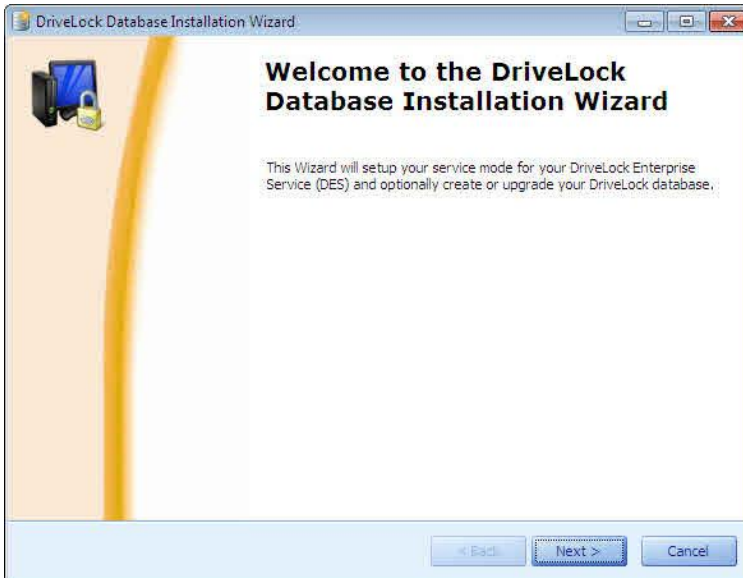 DriveLock Database Installation Wizard
Welcome to the DriveLock
Database Installation Wizard
This Wizard will setup your service mode for your DriveLock Enterprise
Service (DES) and optionally create or upgrade your DriveLock database.
< Back
Next >
Cancel